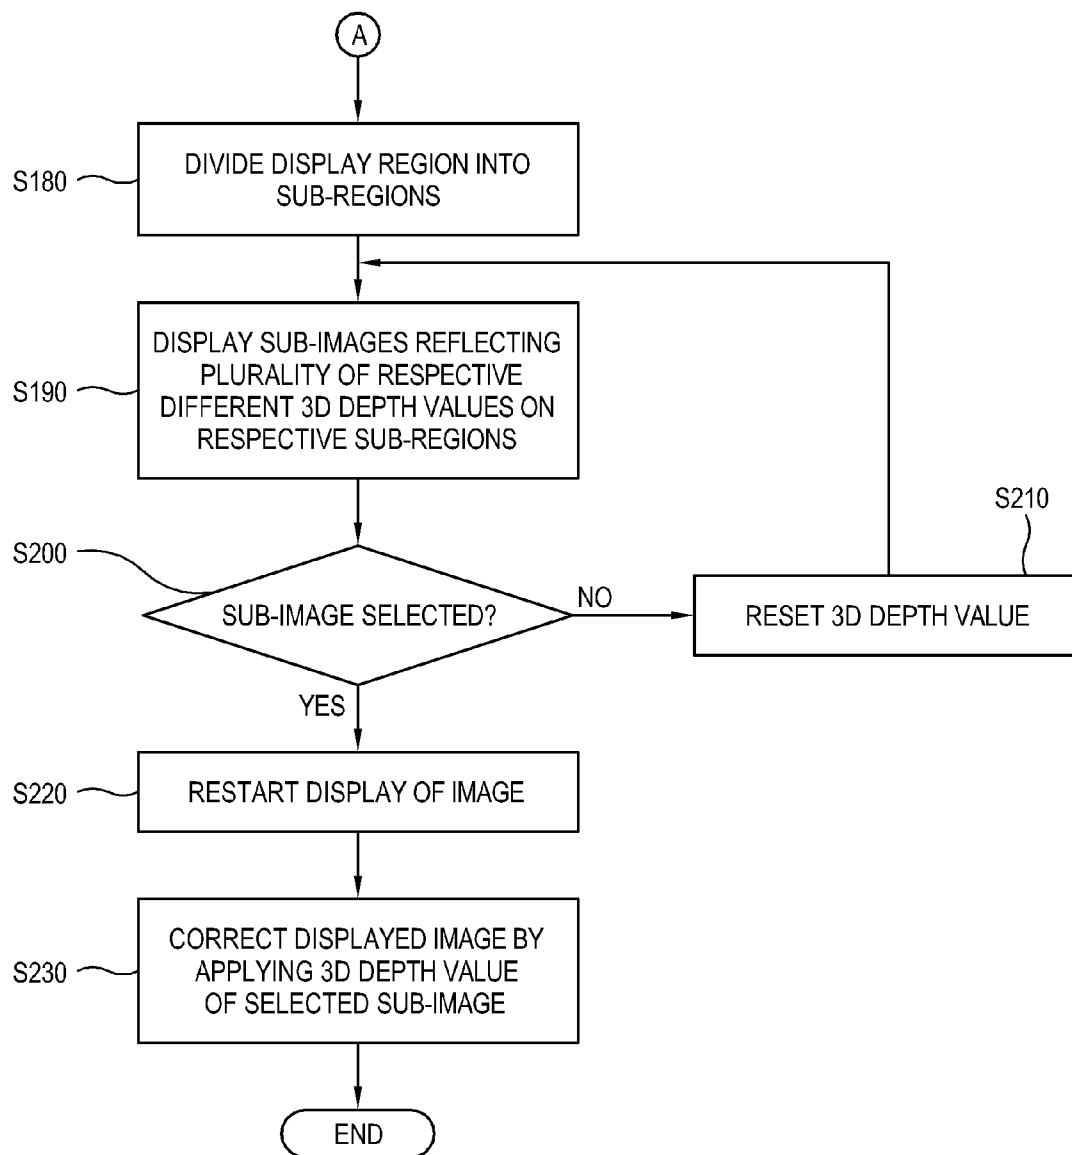 A
S180
DIVIDE DISPLAY REGION INTO
SUB-REGIONS
S190
DISPLAY SUB-IMAGES REFLECTING
PLURALITY OF RESPECTIVE
DIFFERENT 3D DEPTH VALUES ON
RESPECTIVE SUB-REGIONS
S200
SUB-IMAGE SELECTED?
NO
S210
RESET 3D DEPTH VALUE
YES
S220
RESTART DISPLAY OF IMAGE
S230
CORRECT DISPLAYED IMAGE BY
APPLYING 3D DEPTH VALUE
OF SELECTED SUB-IMAGE
END